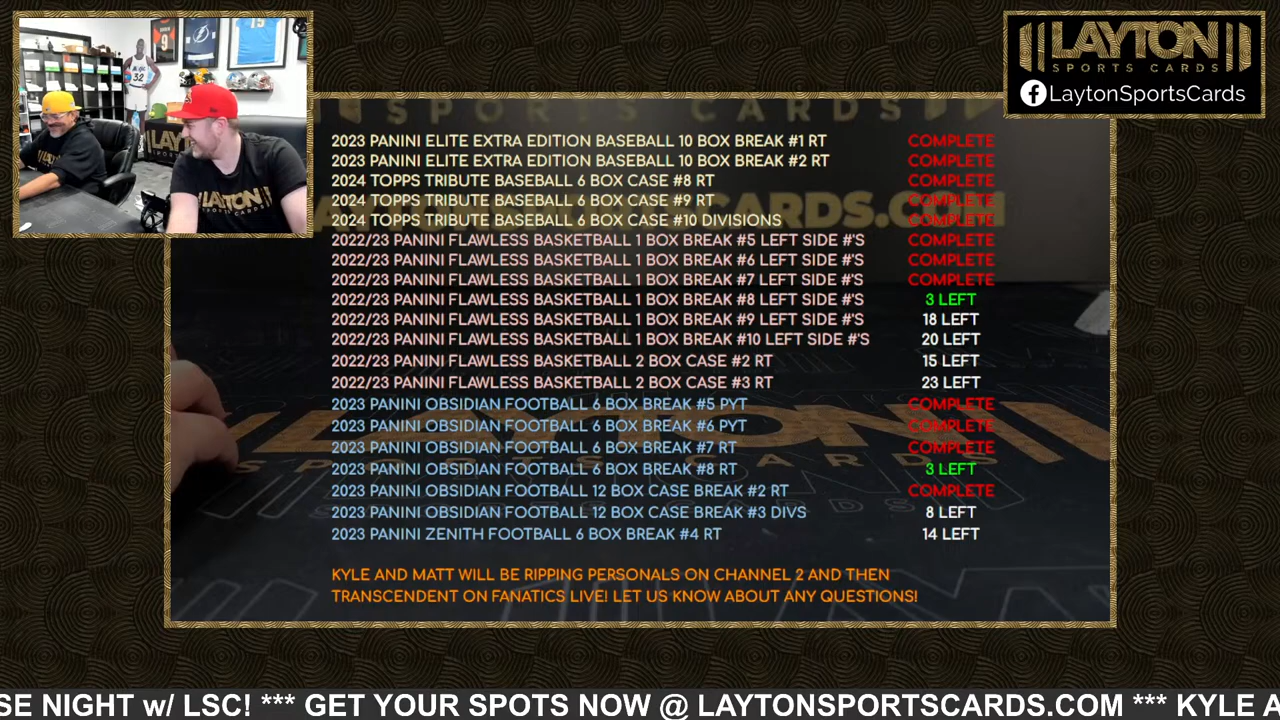 LAYTON
SPORTS CARDS
LaytonSportsCards
SPORTS CARDS
2023 PANINI ELITE EXTRA EDITION BASEBALL 10 BOX BREAK #1 RT COMPLETE
2023 PANINI ELITE EXTRA EDITION BASEBALL 10 BOX BREAK #2 RT COMPLETE
2024 TOPPS TRIBUTE BASEBALL 6 BOX CASE #8 RT COMPLETE
2024 TOPPS TRIBUTE BASEBALL 6 BOX CASE #9 RT COMPLETE
2024 TOPPS TRIBUTE BASEBALL 6 BOX CASE #10 DIVISIONS COMPLETE
2022/23 PANINI FLAWLESS BASKETBALL 1 BOX BREAK #5 LEFT SIDE #'S COMPLETE
2022/23 PANINI FLAWLESS BASKETBALL 1 BOX BREAK #6 LEFT SIDE #'S COMPLETE
2022/23 PANINI FLAWLESS BASKETBALL 1 BOX BREAK #7 LEFT SIDE #'S COMPLETE
2022/23 PANINI FLAWLESS BASKETBALL 1 BOX BREAK #8 LEFT SIDE #'S 3 LEFT
2022/23 PANINI FLAWLESS BASKETBALL 1 BOX BREAK #9 LEFT SIDE #'S 18 LEFT
2022/23 PANINI FLAWLESS BASKETBALL 1 BOX BREAK #10 LEFT SIDE #'S 20 LEFT
2022/23 PANINI FLAWLESS BASKETBALL 2 BOX CASE #2 RT 15 LEFT
2022/23 PANINI FLAWLESS BASKETBALL 2 BOX CASE #3 RT 23 LEFT
2023 PANINI OBSIDIAN FOOTBALL 6 BOX BREAK #5 PYT COMPLETE
2023 PANINI OBSIDIAN FOOTBALL 6 BOX BREAK #6 PYT COMPLETE
2023 PANINI OBSIDIAN FOOTBALL 6 BOX BREAK #7 RT COMPLETE
2023 PANINI OBSIDIAN FOOTBALL 6 BOX BREAK #8 RT 3 LEFT
2023 PANINI OBSIDIAN FOOTBALL 12 BOX CASE BREAK #2 RT COMPLETE
2023 PANINI OBSIDIAN FOOTBALL 12 BOX CASE BREAK #3 DIVS 8 LEFT
2023 PANINI ZENITH FOOTBALL 6 BOX BREAK #4 RT 14 LEFT
KYLE AND MATT WILL BE RIPPING PERSONALS ON CHANNEL 2 AND THEN
TRANSCENDENT ON FANATICS LIVE! LET US KNOW ABOUT ANY QUESTIONS!
SE NIGHT w/ LSC! *** GET YOUR SPOTS NOW @ LAYTONSPORTSCARDS.COM *** KYLE A